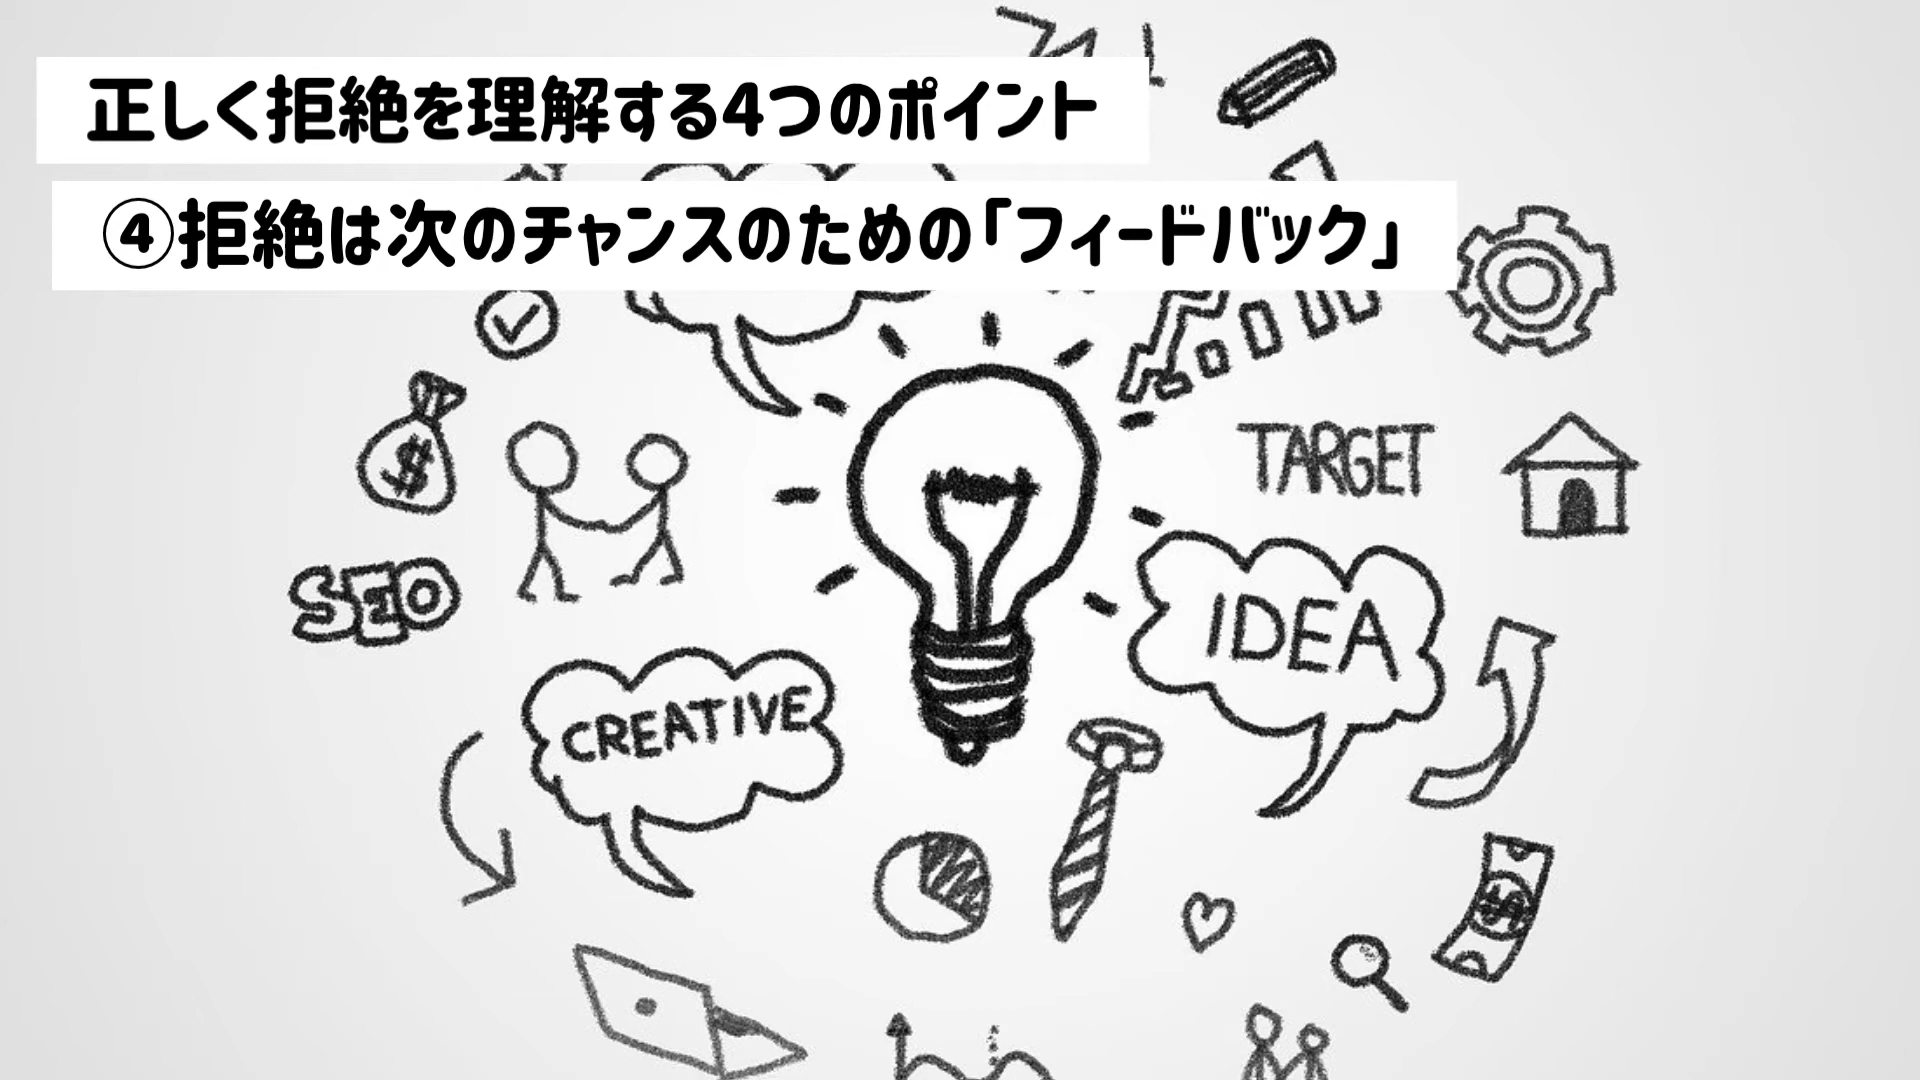 正しく拒絶を理解する4つのポイント
④拒絶は次のチャンスのための「フィードバック」
$
TARGET
SEO
IDEA
CREATIVE
$